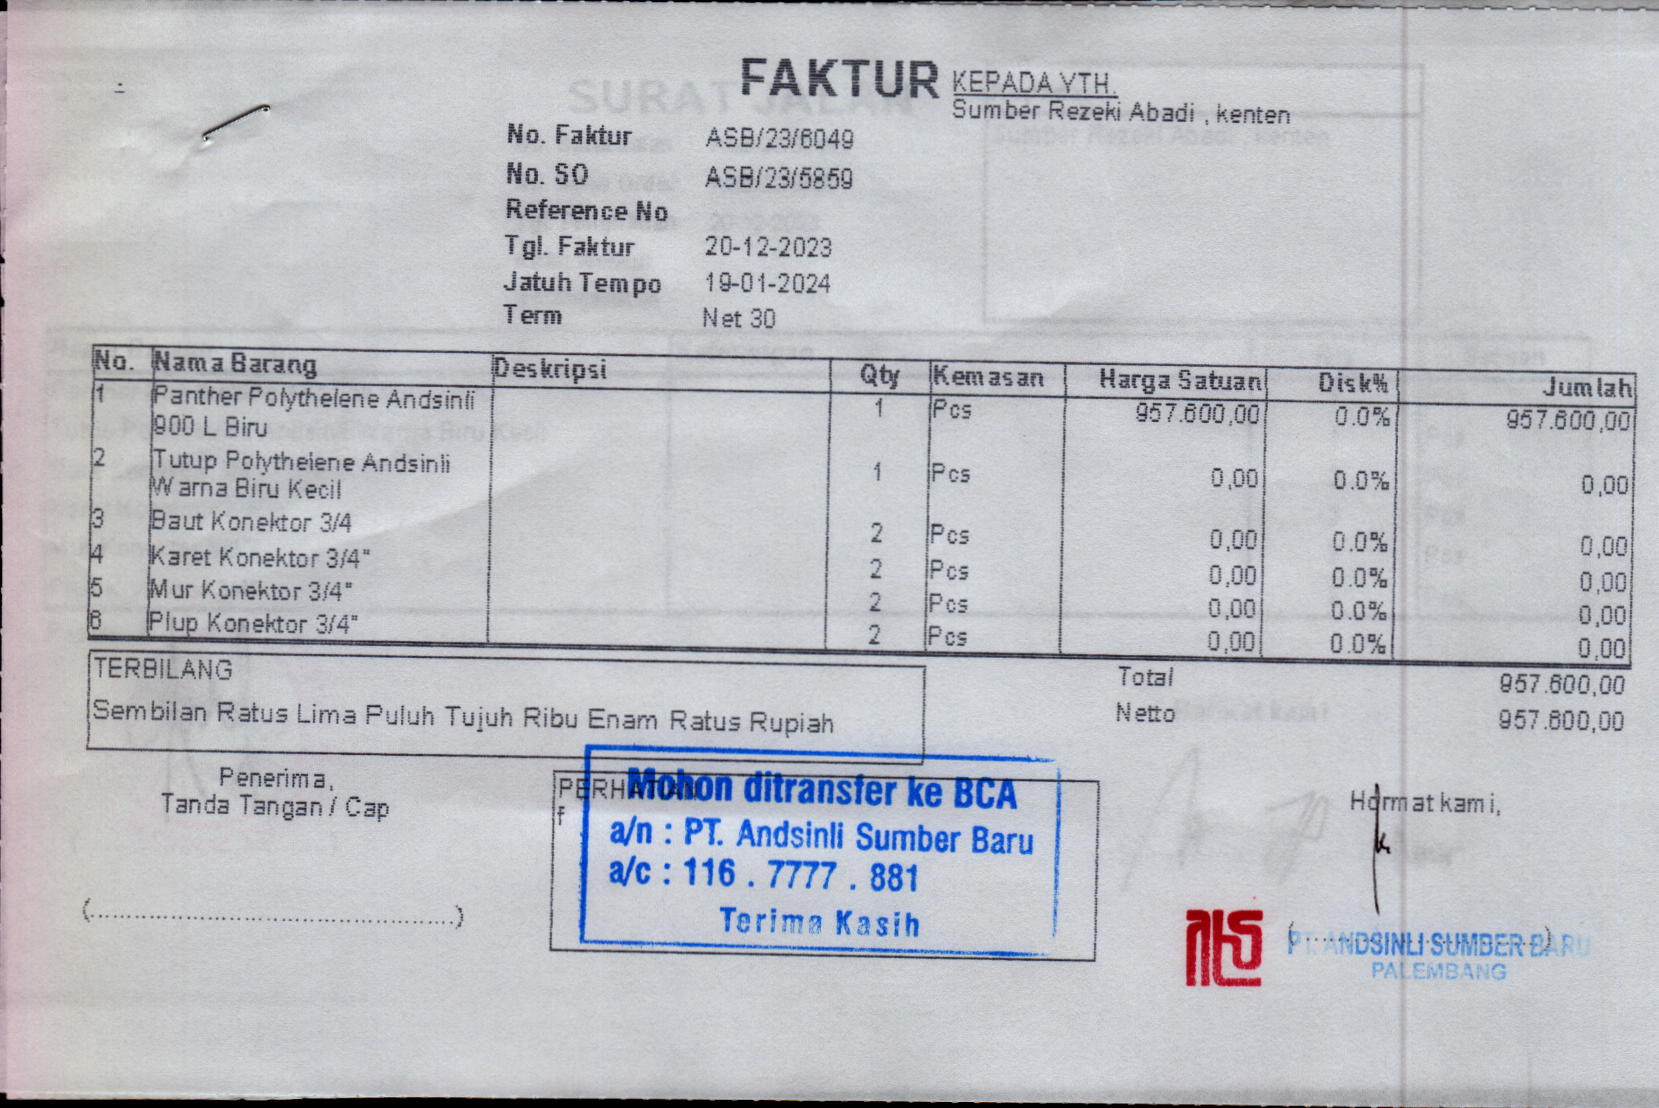 FAKTUR
KEPADA YTH.
Sumber Rezeki Abadi , kenten
No. Faktur ASB/23/6049
No. SO ASB/23/5859
Reference No
Tgl. Faktur 20-12-2023
Jatuh Tempo 19-01-2024
Term Net 30
No. Nama Barang Deskripsi Qty Kemasan Harga Satuan Disk% Jumlah
1 Panther Polythelene Andsinli 1 Pcs 957.600,00 0.0% 957.600,00
900 L Biru
2 Tutup Polythelene Andsinli 1 Pcs 0,00 0.0% 0,00
Warna Biru Kecil
3 Baut Konektor 3/4 2 Pcs 0,00 0.0% 0,00
4 Karet Konektor 3/4" 2 Pcs 0,00 0.0% 0,00
5 Mur Konektor 3/4" 2 Pcs 0,00 0.0% 0,00
6 Plup Konektor 3/4" 2 Pcs 0,00 0.0% 0,00
TERBILANG
Sembilan Ratus Lima Puluh Tujuh Ribu Enam Ratus Rupiah
Total 957.600,00
Netto 957.600,00
Penerima,
Tanda Tangan / Cap
PERHATIAN
f
Mohon ditransfer ke BCA
a/n : PT. Andsinli Sumber Baru
a/c : 116 . 7777 . 881
Terima Kasih
Hormat kami,
PT. ANDSINLI SUMBER BARU
PALEMBANG
SURAT JALAN
Sumber Rezeki Abadi , kenten